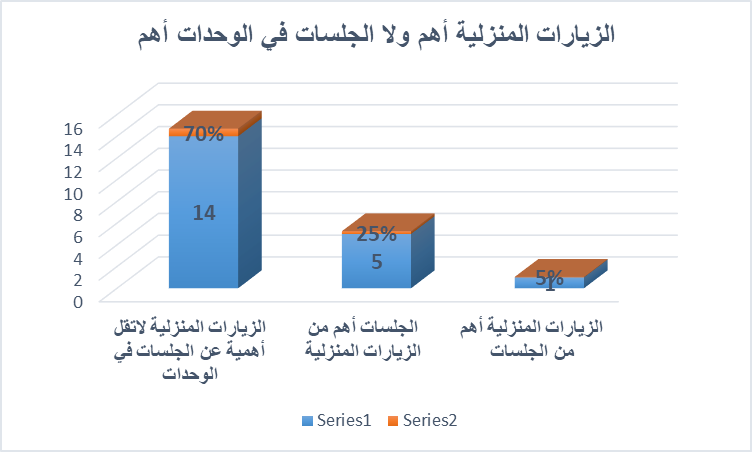 الزيارات المنزلية أهم ولا الجلسات في الوحدات أهم
16
14
12
10
8
6
4
2
0
70%
14
25%
5
5%
1
الزيارات المنزلية لاتقل
أهمية عن الجلسات في
الوحدات
الجلسات أهم من
الزيارات المنزلية
الزيارات المنزلية أهم
من الجلسات
Series1
Series2